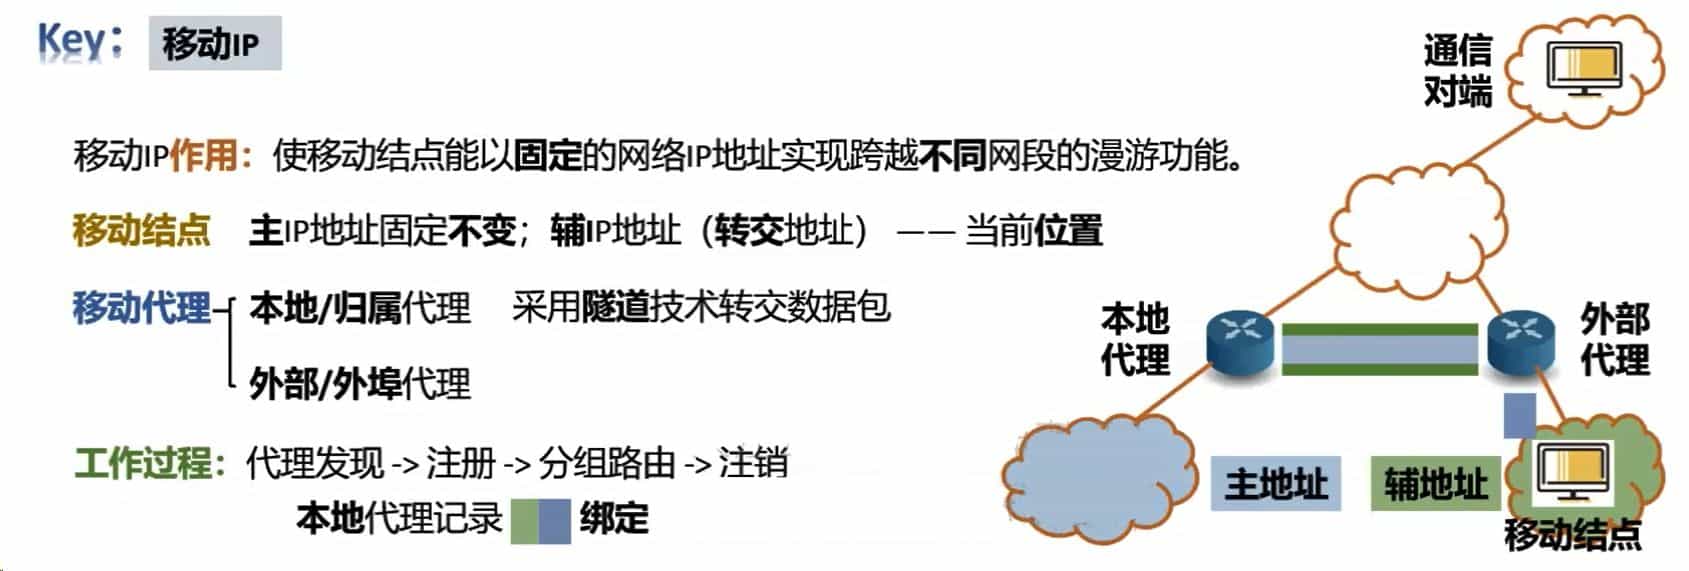 Key： 移动IP
移动IP作用：使移动结点能以固定的网络IP地址实现跨越不同网段的漫游功能。
移动结点 主IP地址固定不变；辅IP地址（转交地址） —— 当前位置
移动代理 本地/归属代理 采用隧道技术转交数据包
外部/外埠代理
工作过程：代理发现 -> 注册 -> 分组路由 -> 注销
本地代理记录 绑定
通信
对端
本地
代理
外部
代理
主地址
辅地址
移动结点